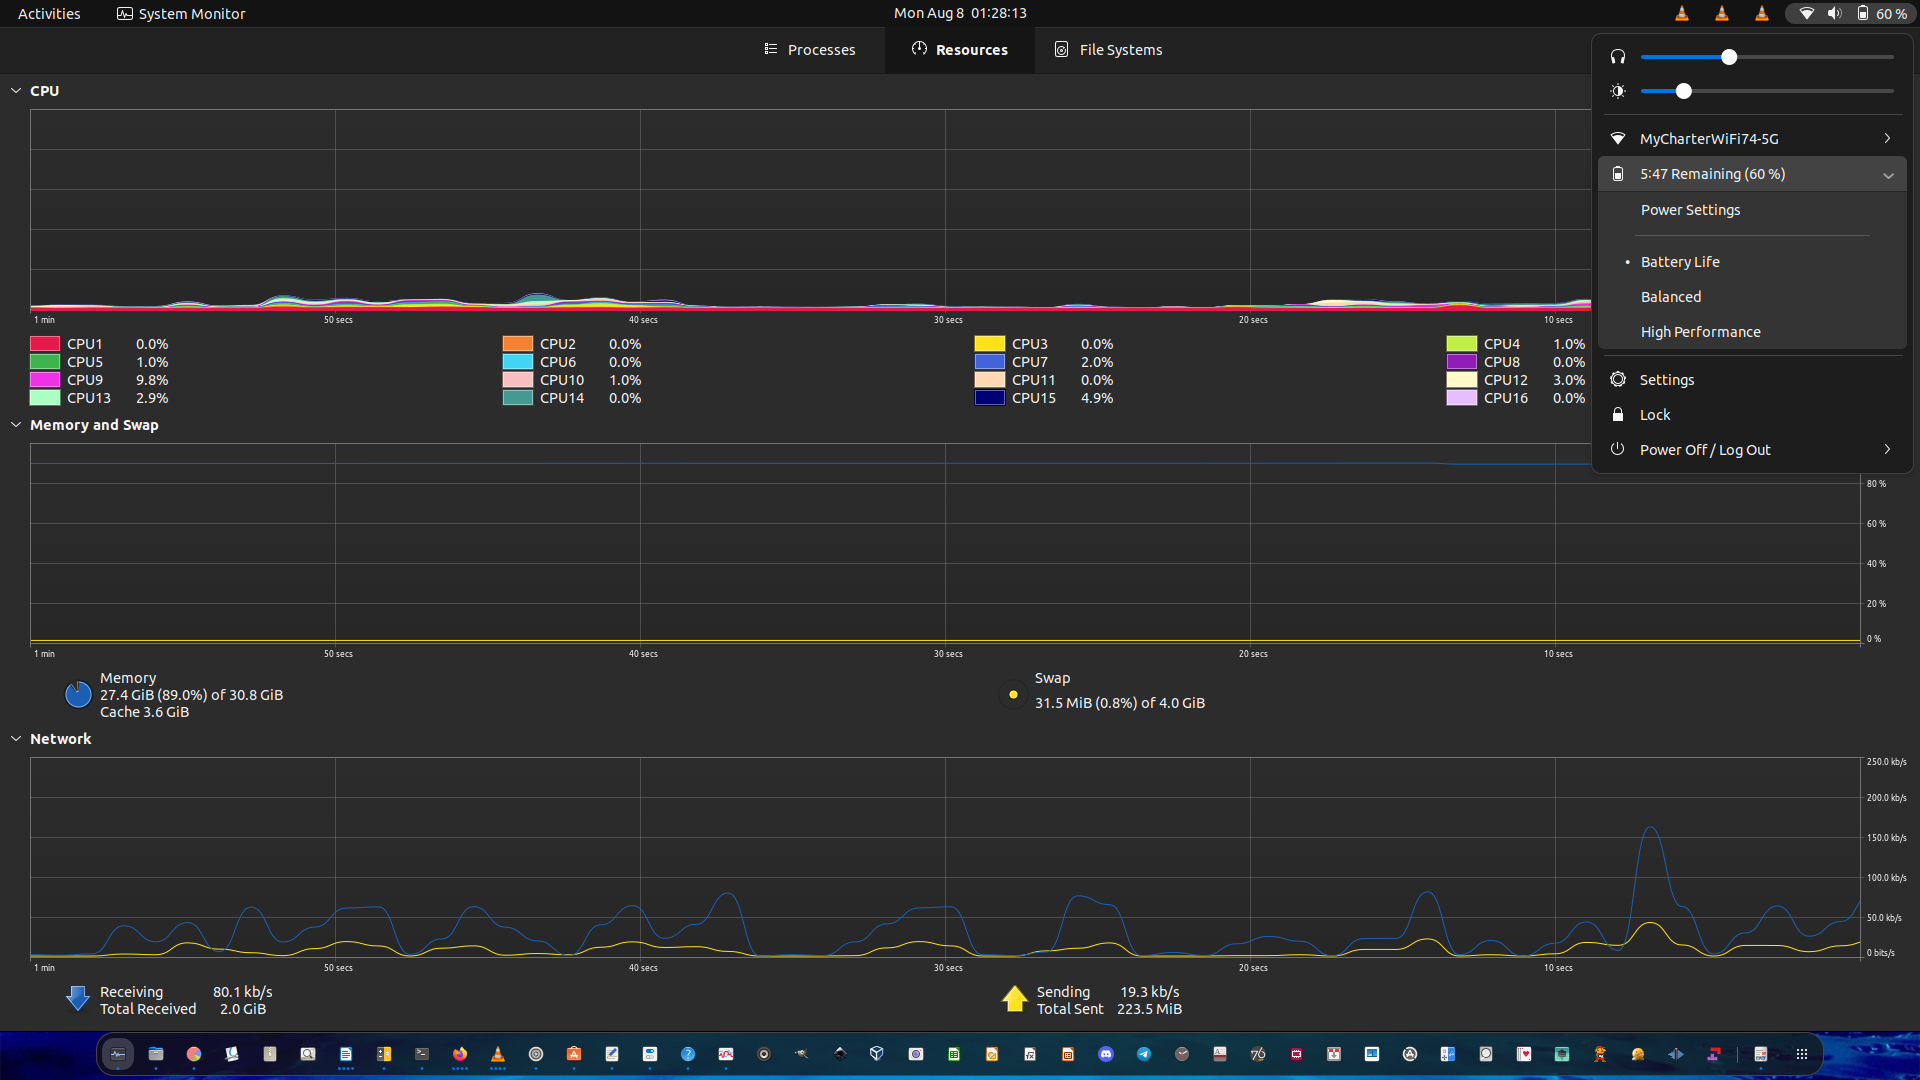 Activities
System Monitor
Mon Aug 8 01:28:13
60 %
Processes
Resources
File Systems
CPU
1 min
50 secs
40 secs
30 secs
20 secs
10 secs
CPU1 0.0%
CPU2 0.0%
CPU3 0.0%
CPU4 1.0%
CPU5 1.0%
CPU6 0.0%
CPU7 2.0%
CPU8 0.0%
CPU9 9.8%
CPU10 1.0%
CPU11 0.0%
CPU12 3.0%
CPU13 2.9%
CPU14 0.0%
CPU15 4.9%
CPU16 0.0%
MyCharterWiFi74-5G
5:47 Remaining (60 %)
Power Settings
Battery Life
Balanced
High Performance
Settings
Lock
Power Off / Log Out
Memory and Swap
80 %
60 %
40 %
20 %
0 %
1 min
50 secs
40 secs
30 secs
20 secs
10 secs
Memory
27.4 GiB (89.0%) of 30.8 GiB
Cache 3.6 GiB
Swap
31.5 MiB (0.8%) of 4.0 GiB
Network
250.0 kb/s
200.0 kb/s
150.0 kb/s
100.0 kb/s
50.0 kb/s
0 bits/s
1 min
50 secs
40 secs
30 secs
20 secs
10 secs
Receiving 80.1 kb/s
Total Received 2.0 GiB
Sending 19.3 kb/s
Total Sent 223.5 MiB
76